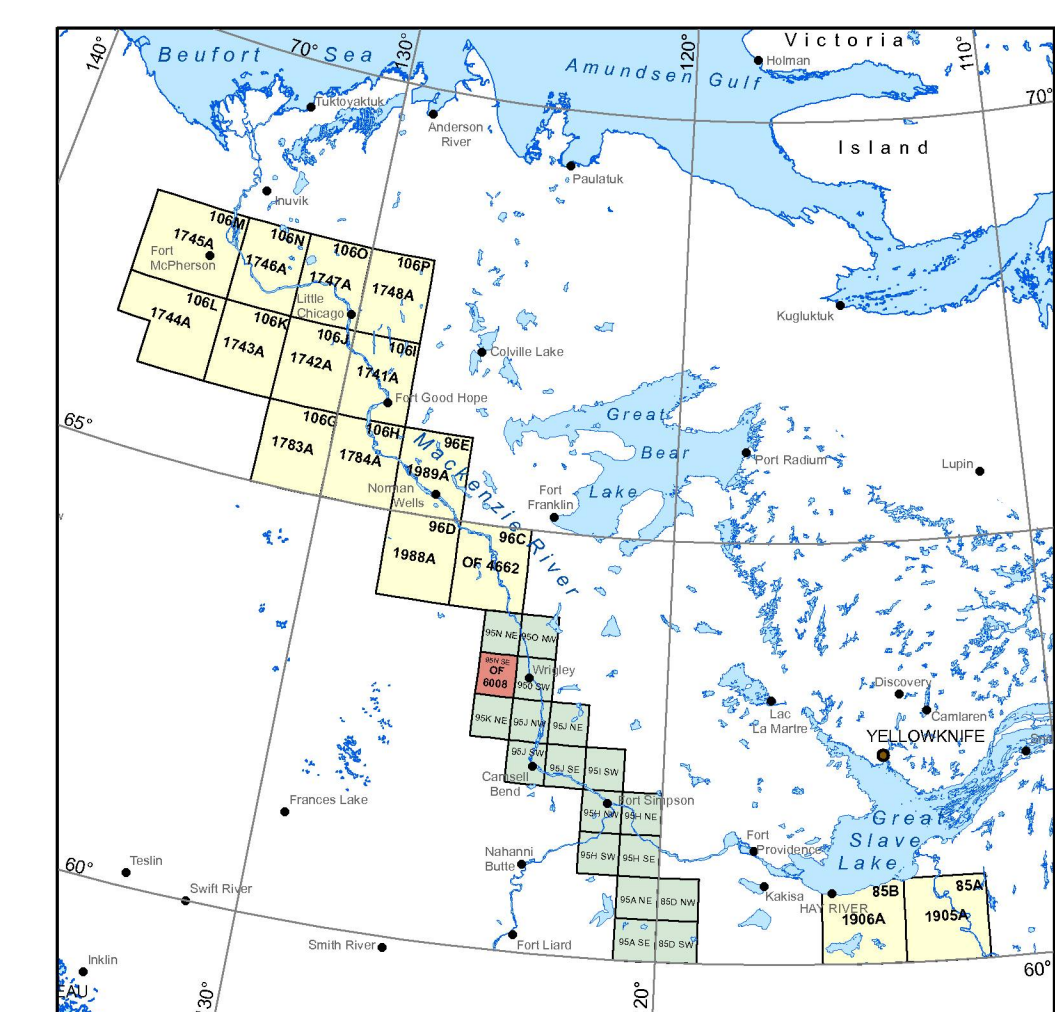 140°
Beufort Sea
70°
130°
Amundsen Gulf
120°
Victoria
Holman
110°
70°
Tuktoyaktuk
Anderson
River
Island
Paulatuk
Inuvik
106M
1745A
Fort
McPherson
106N
1746A
106O
1747A
106P
1748A
Little
Chicago
Kugluktuk
106L
1744A
106K
1743A
106J
1742A
106I
1741A
Colville Lake
Fort Good Hope
Great
Bear
Lake
65°
106G
1783A
106H
1784A
Mackenzie River
96E
1989A
Port Radium
Lupin
Norman
Wells
Fort
Franklin
96D
1988A
96C
OF 4662
95N NE
95O NW
95N SE
OF
6008
Wrigley
95O SW
Discovery
Lac
La Martre
Camlaren
95K NE
95J NW
95J NE
YELLOWKNIFE
95J SW
95J SE
95I SW
Camsell
Bend
Frances Lake
Fort Simpson
95H NW
95H NE
Great
Slave
Lake
Fort
Providence
Nahanni
Butte
95H SW
95H SE
Teslin
60°
Swift River
Kakisa
HAY RIVER
85B
1906A
85A
1905A
95A NE
85D NW
Smith River
Fort Liard
95A SE
85D SW
Inklin
60°
EAU
30°
20°